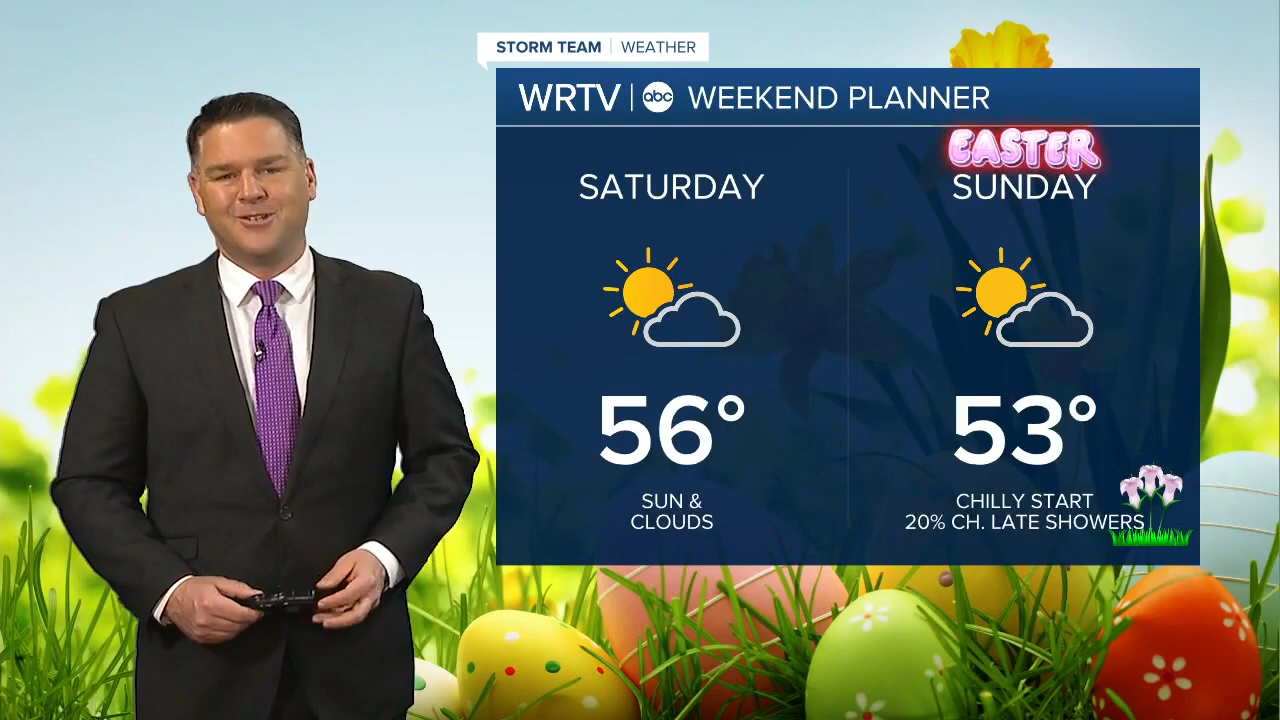 STORM TEAM | WEATHER
WRTV | abc WEEKEND PLANNER
SATURDAY
56°
SUN &
CLOUDS
EASTER
SUNDAY
53°
CHILLY START
20% CH. LATE SHOWERS